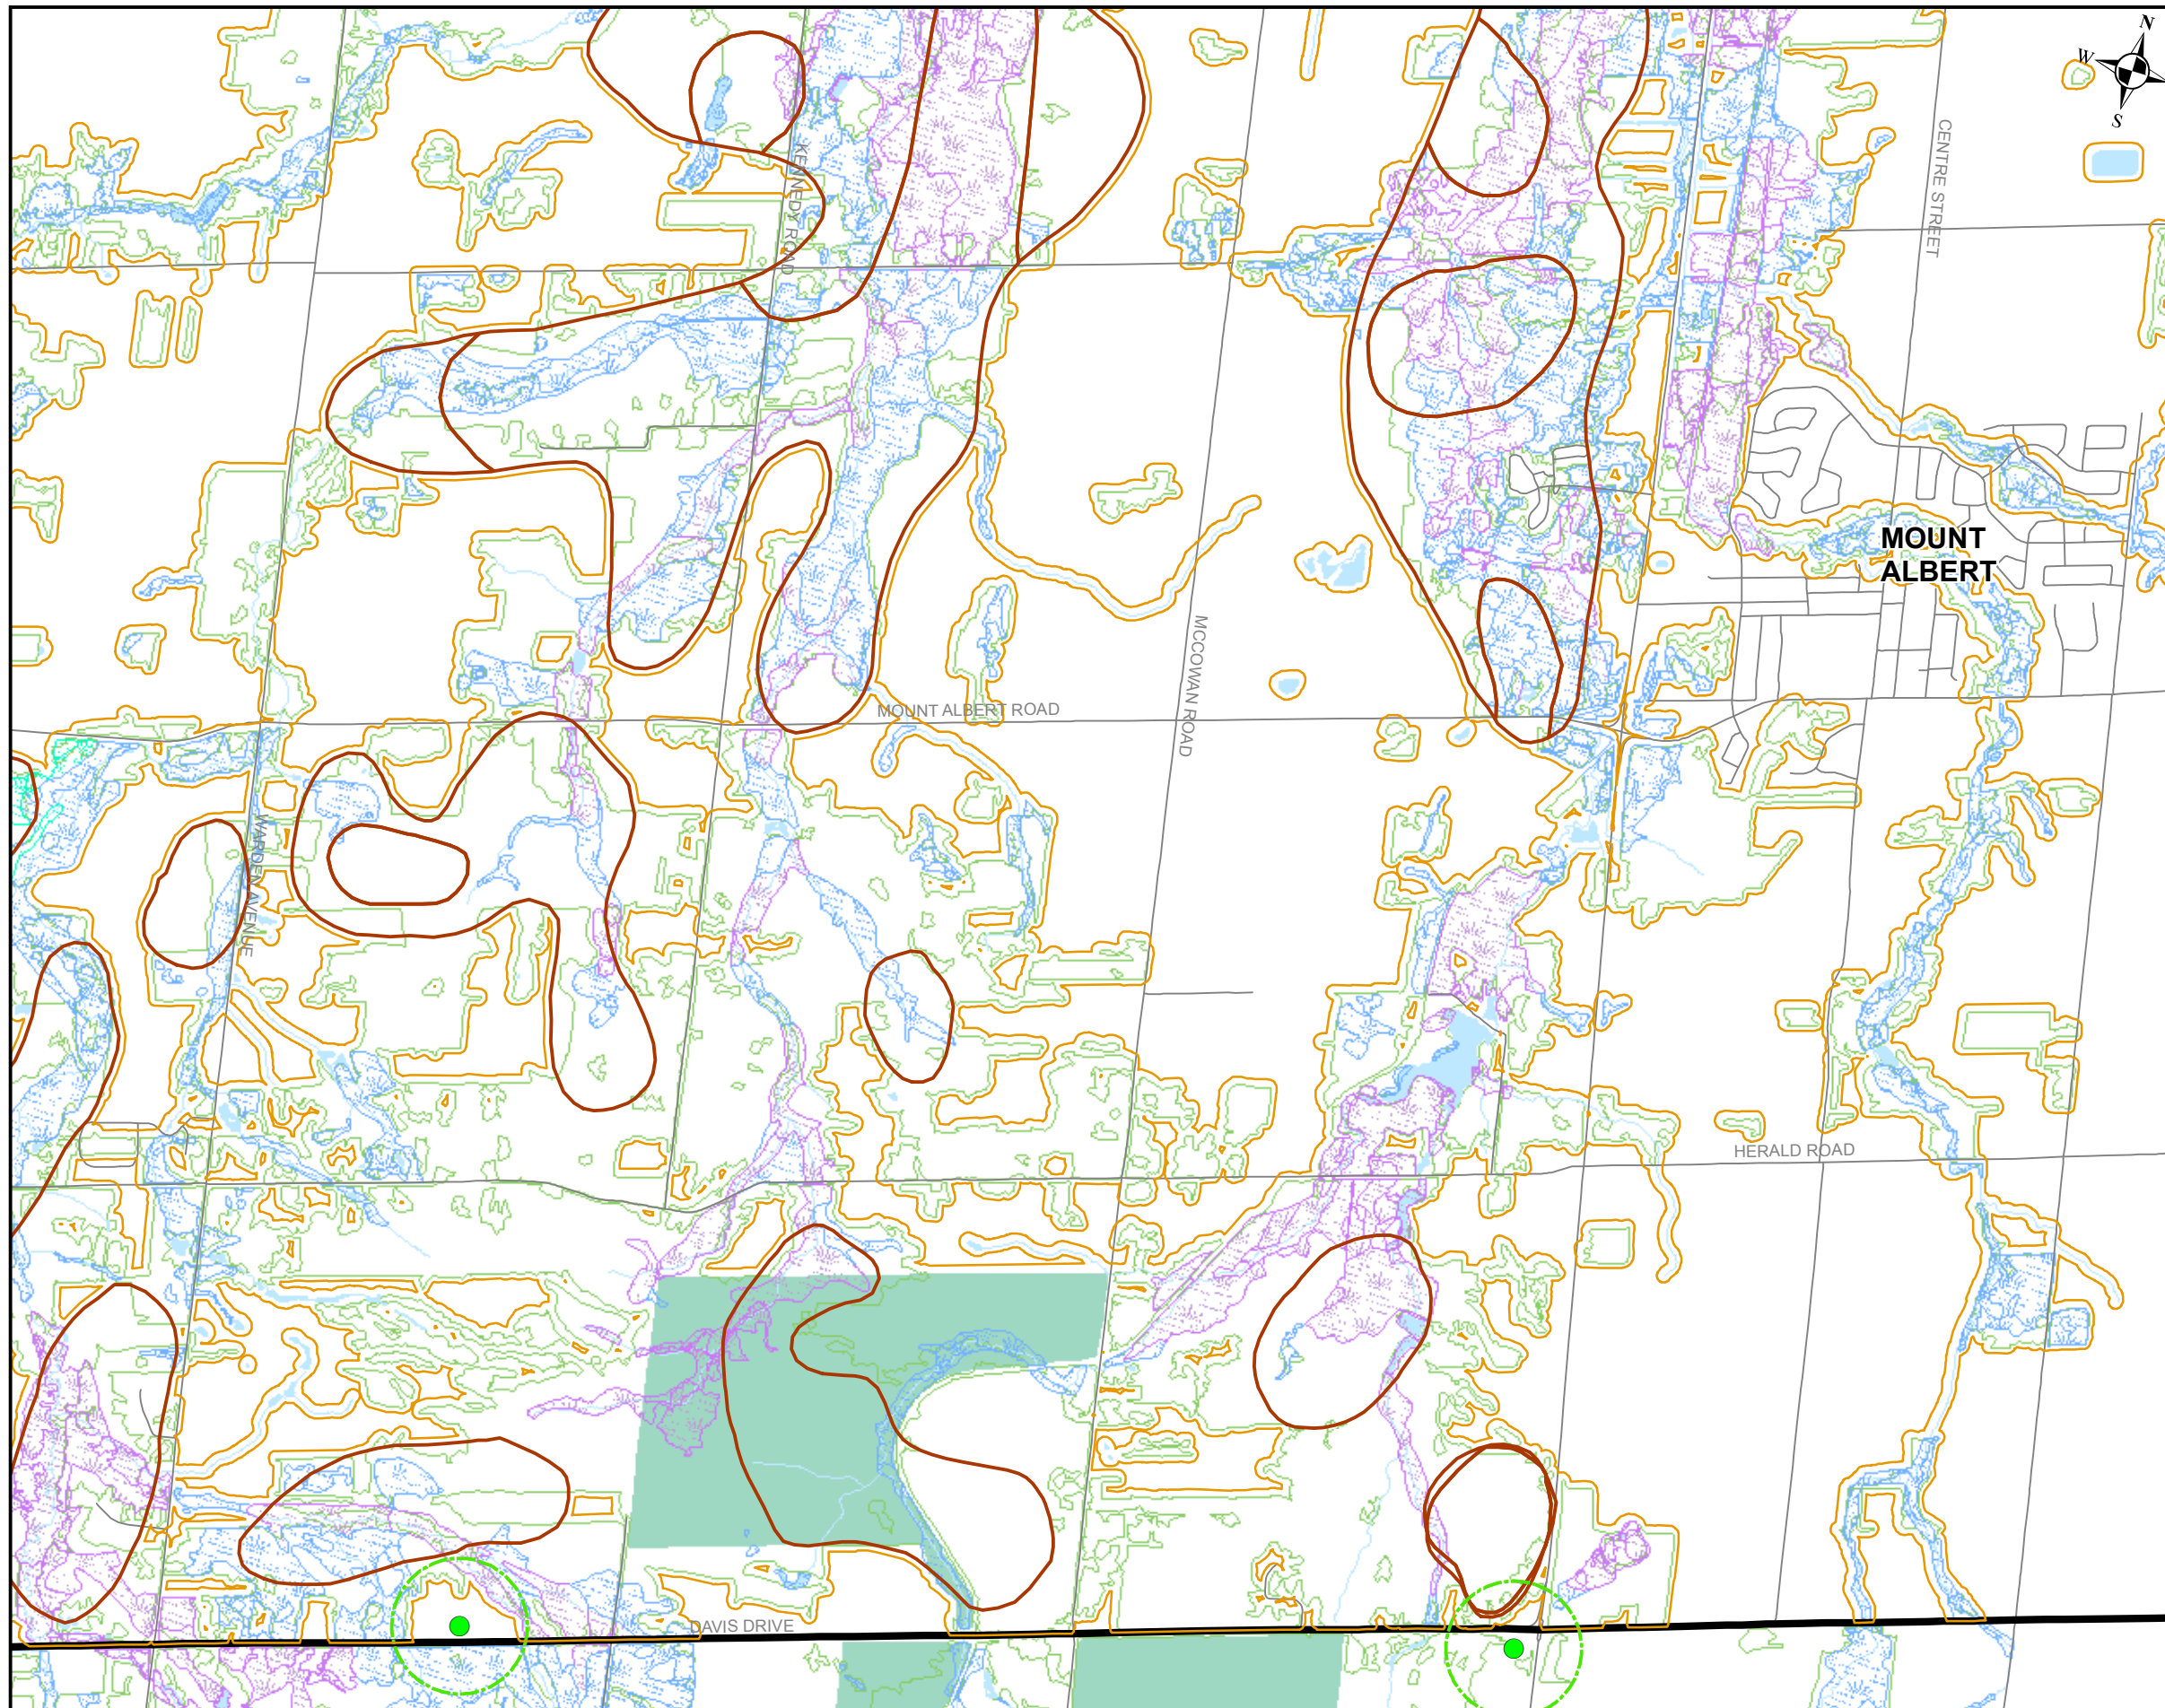 N
W
S
CENTRE STREET
KENNEDY ROAD
MOUNT
ALBERT
MCCOWAN ROAD
MOUNT ALBERT ROAD
WARDEN AVENUE
HERALD ROAD
DAVIS DRIVE